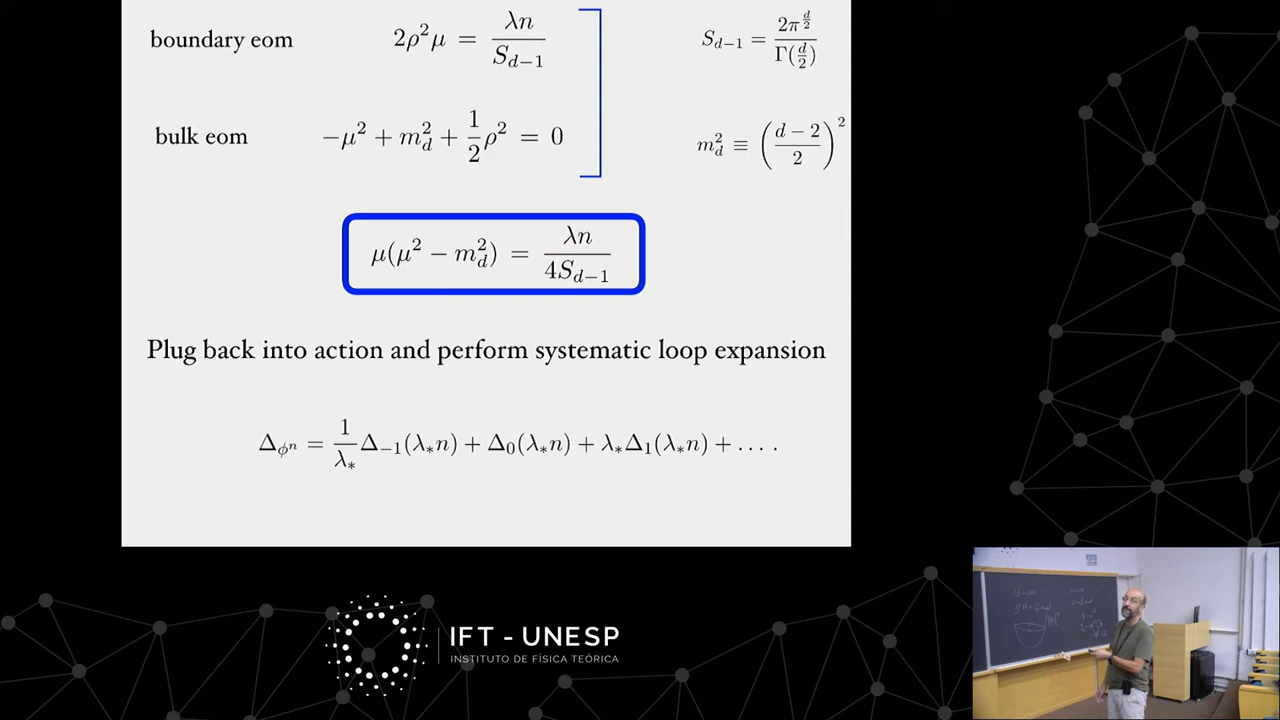 boundary eom 2ρ²μ = λn / S_{d−1} S_{d−1} = 2π^{d/2} / Γ(d/2)
bulk eom −μ² + m_d² + 1/2 ρ² = 0 m_d² ≡ ((d − 2) / 2)²
μ(μ² − m_d²) = λn / 4S_{d−1}
Plug back into action and perform systematic loop expansion
Δ_{ϕⁿ} = 1/λ_* Δ_{−1}(λ_*n) + Δ_0(λ_*n) + λ_*Δ_1(λ_*n) + . . . .
IFT - UNESP
INSTITUTO DE FÍSICA TEÓRICA